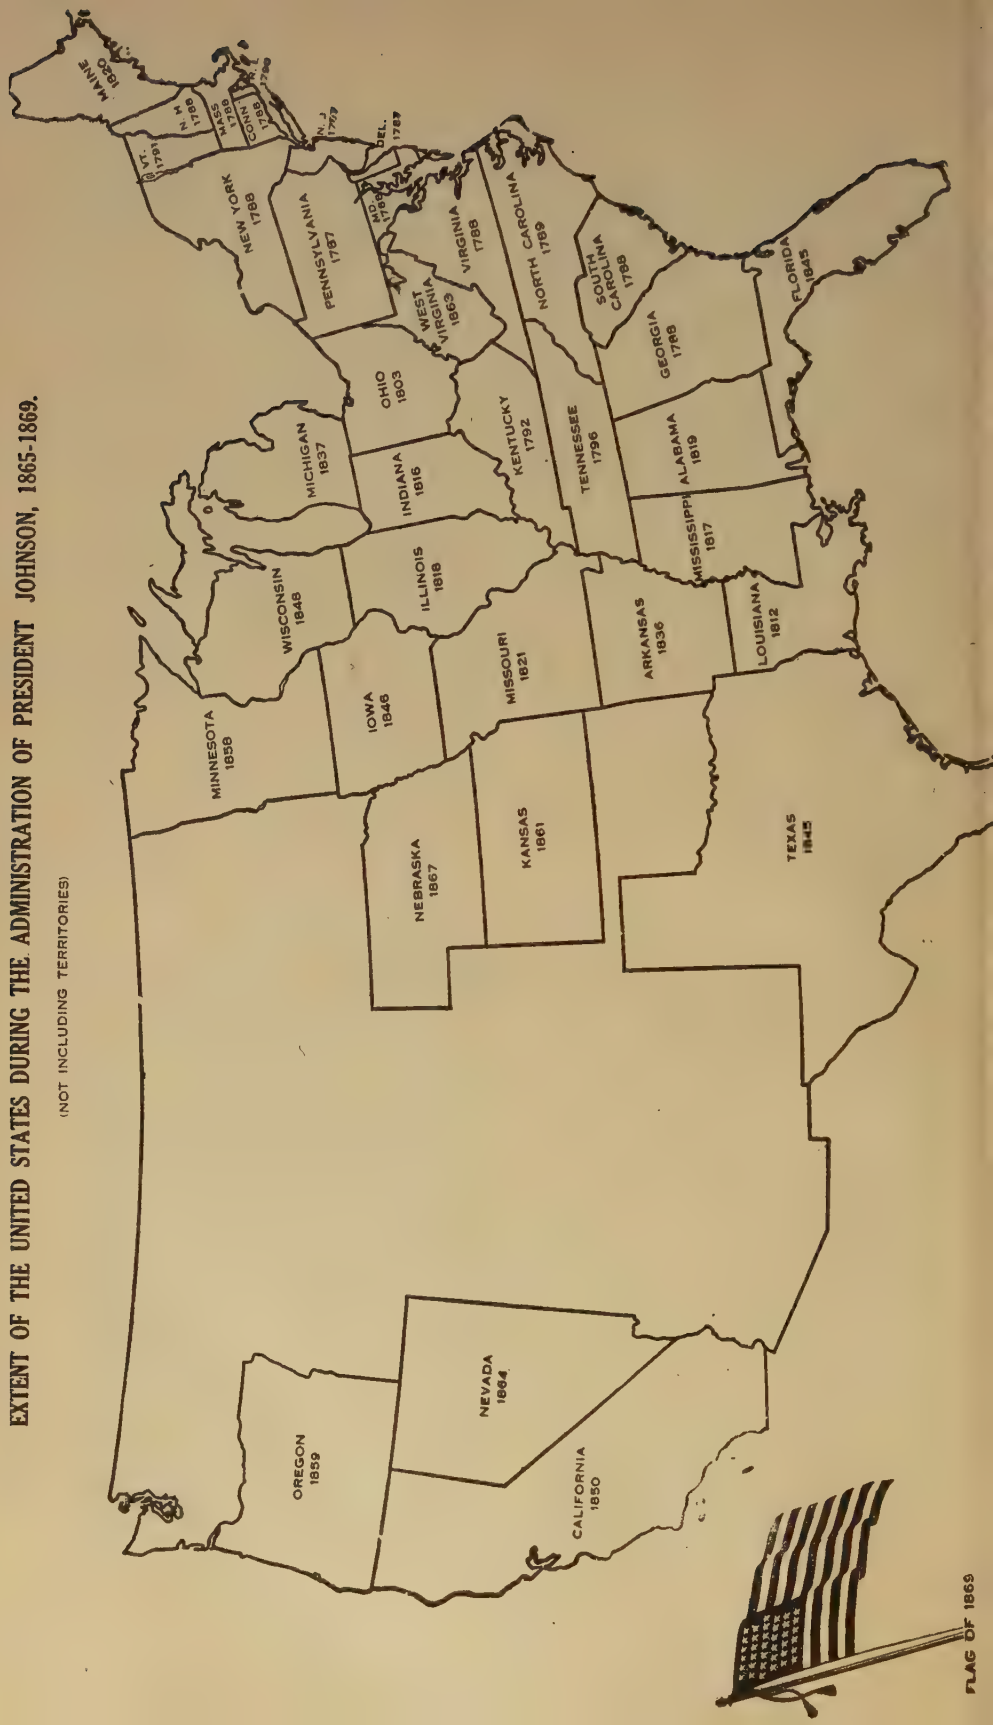 EXTENT OF THE UNITED STATES DURING THE ADMINISTRATION OF PRESIDENT JOHNSON, 1865-1869.
(NOT INCLUDING TERRITORIES)
MAINE
1820
VT.
1791
N. H
1788
MASS
1788
CONN.
1788
R. I.
1790
NEW YORK
1788
N. J
1787
PENNSYLVANIA
1787
DEL.
1787
MD.
1788
VIRGINIA
1788
WEST
VIRGINIA
1863
NORTH CAROLINA
1789
SOUTH
CAROLINA
1788
GEORGIA
1788
FLORIDA
1845
OHIO
1803
MICHIGAN
1837
INDIANA
1816
KENTUCKY
1792
TENNESSEE
1796
ALABAMA
1819
MISSISSIPPI
1817
WISCONSIN
1848
ILLINOIS
1818
MINNESOTA
1858
IOWA
1846
MISSOURI
1821
ARKANSAS
1836
LOUISIANA
1812
NEBRASKA
1867
KANSAS
1861
TEXAS
1845
OREGON
1859
NEVADA
1864
CALIFORNIA
1850
FLAG OF 1869